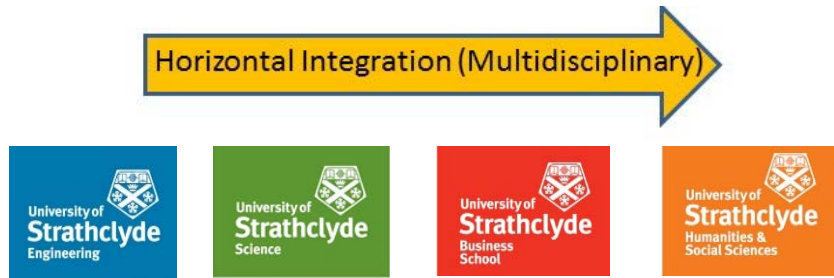 Horizontal Integration (Multidisciplinary)
University of
Strathclyde
Engineering
University of
Strathclyde
Science
University of
Strathclyde
Business
School
University of
Strathclyde
Humanities &
Social Sciences